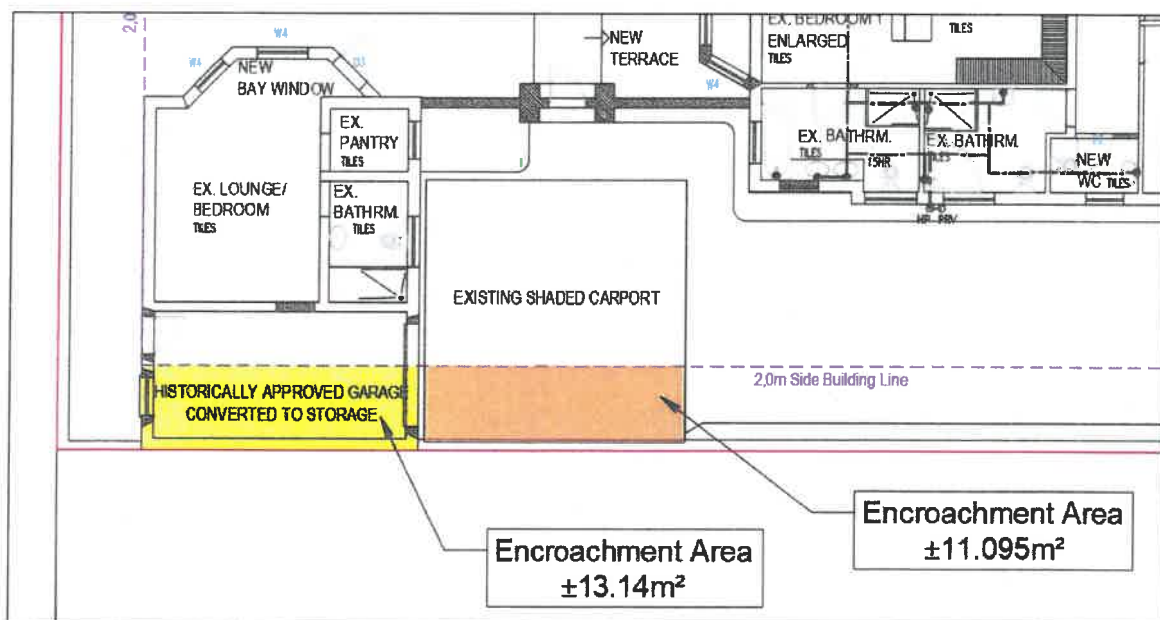 2,0
W4
W4
D3
NEW
BAY WINDOW
NEW
TERRACE
W4
EX. BEDROOM 1
ENLARGED
TILES
TILES
EX.
PANTRY
TILES
EX. LOUNGE/
BEDROOM
TILES
EX.
BATHRM.
TILES
EX. BATHRM.
TILES
EX. BATHRM.
TILES
NEW
WC TILES
EXISTING SHADED CARPORT
2,0m Side Building Line
HISTORICALLY APPROVED GARAGE
CONVERTED TO STORAGE
Encroachment Area
±11.095m²
Encroachment Area
±13.14m²